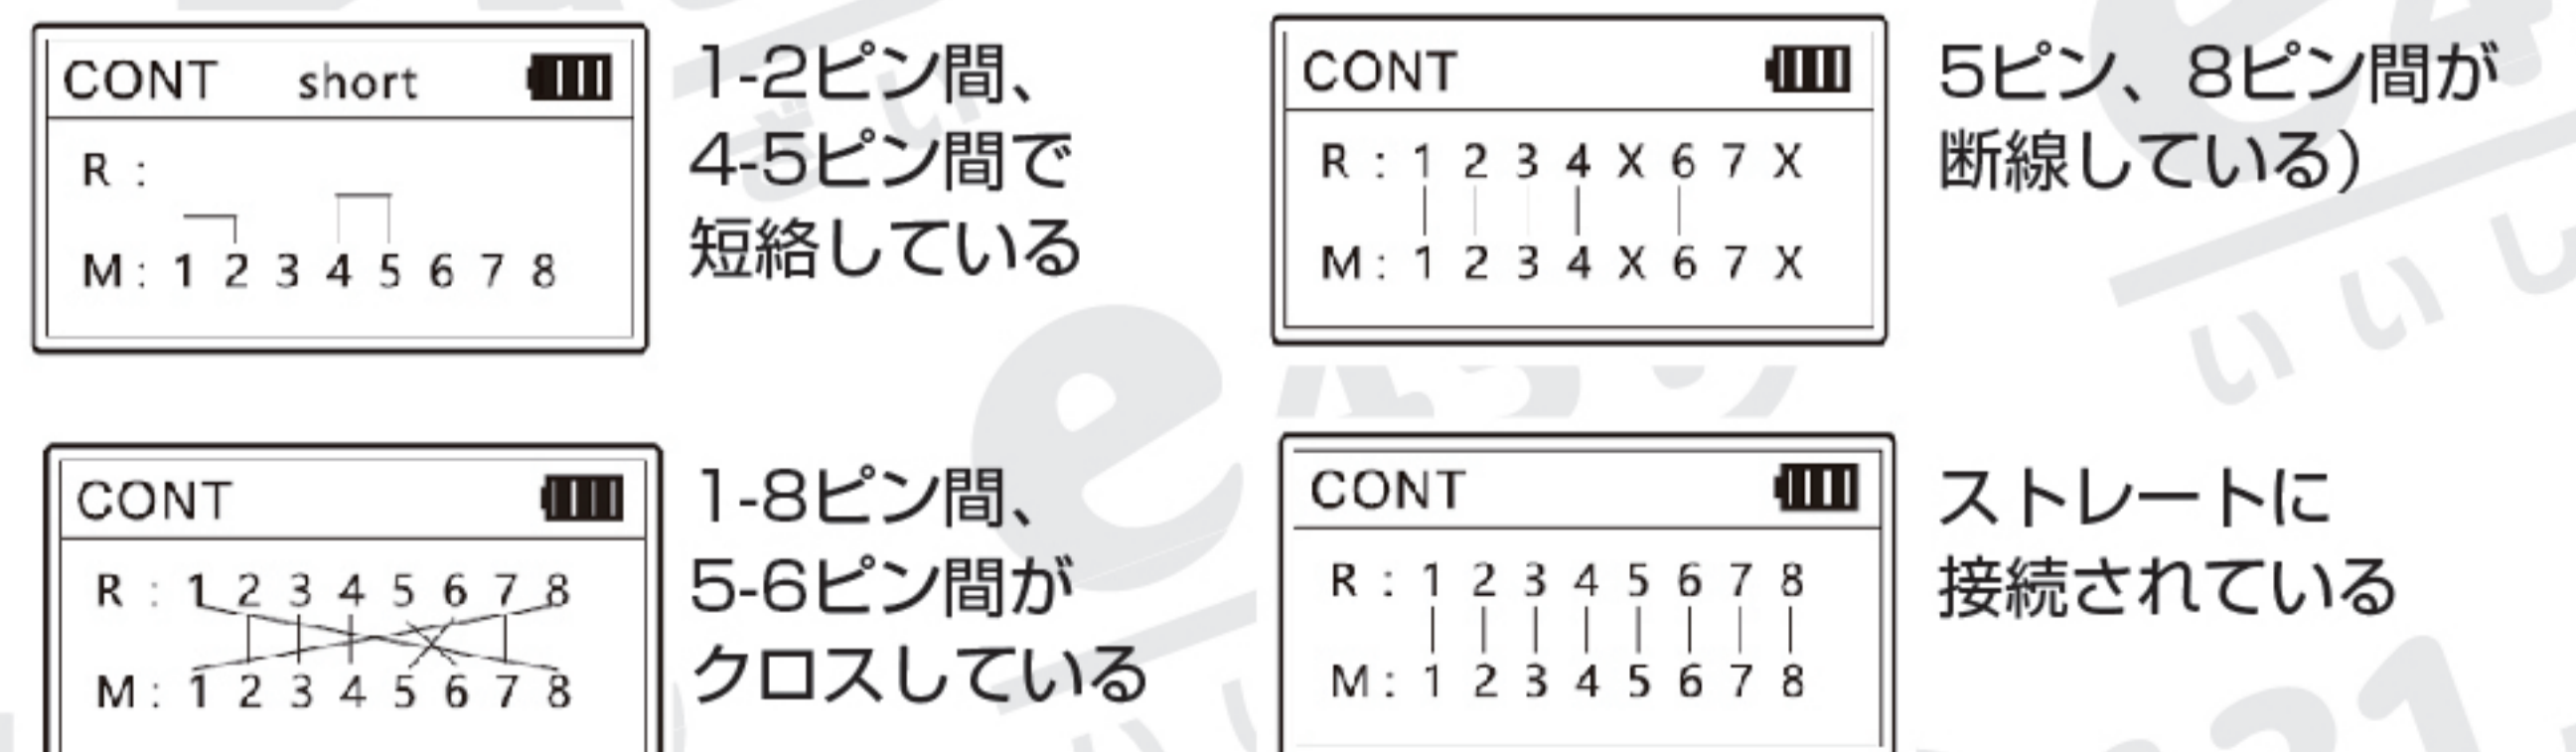 CONT short
R :
M : 1 2 3 4 5 6 7 8
1-2ピン間、
4-5ピン間で
短絡している
CONT
R : 1 2 3 4 X 6 7 X
M : 1 2 3 4 X 6 7 X
5ピン、8ピン間が
断線している）
CONT
R : 1 2 3 4 5 6 7 8
M : 1 2 3 4 5 6 7 8
1-8ピン間、
5-6ピン間が
クロスしている
CONT
R : 1 2 3 4 5 6 7 8
M : 1 2 3 4 5 6 7 8
ストレートに
接続されている